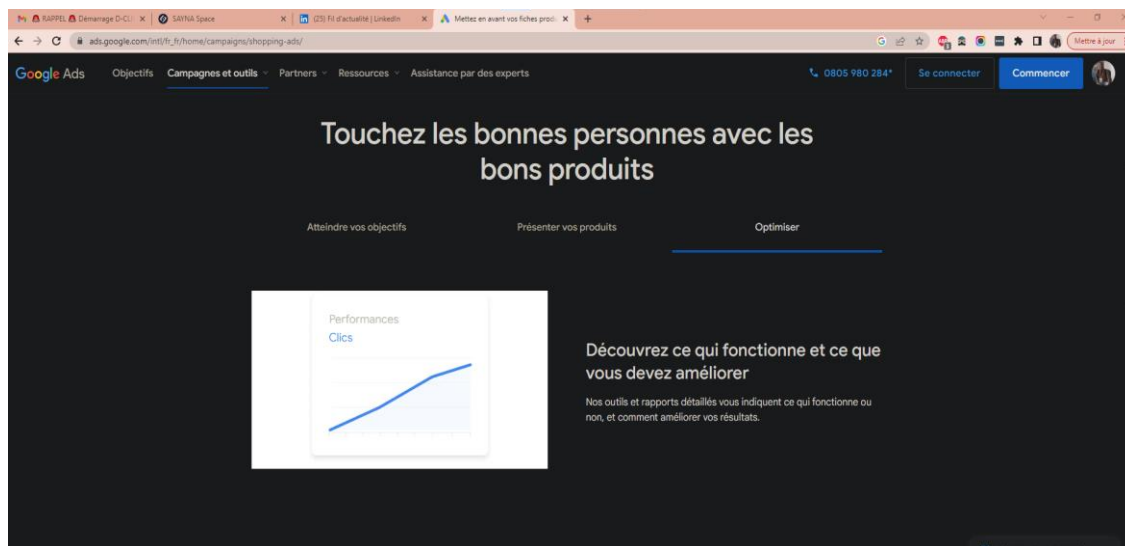 RAPPEL Démarrage D-CLI
SAYNA Space
(25) Fil d'actualité | LinkedIn
Mettez en avant vos fiches produ
ads.google.com/intl/fr_fr/home/campaigns/shopping-ads/
Mettre à jour
Google Ads
Objectifs
Campagnes et outils
Partners
Ressources
Assistance par des experts
0805 980 284*
Se connecter
Commencer
Touchez les bonnes personnes avec les
bons produits
Atteindre vos objectifs
Présenter vos produits
Optimiser
Performances
Clics
Découvrez ce qui fonctionne et ce que
vous devez améliorer
Nos outils et rapports détaillés vous indiquent ce qui fonctionne ou
non, et comment améliorer vos résultats.